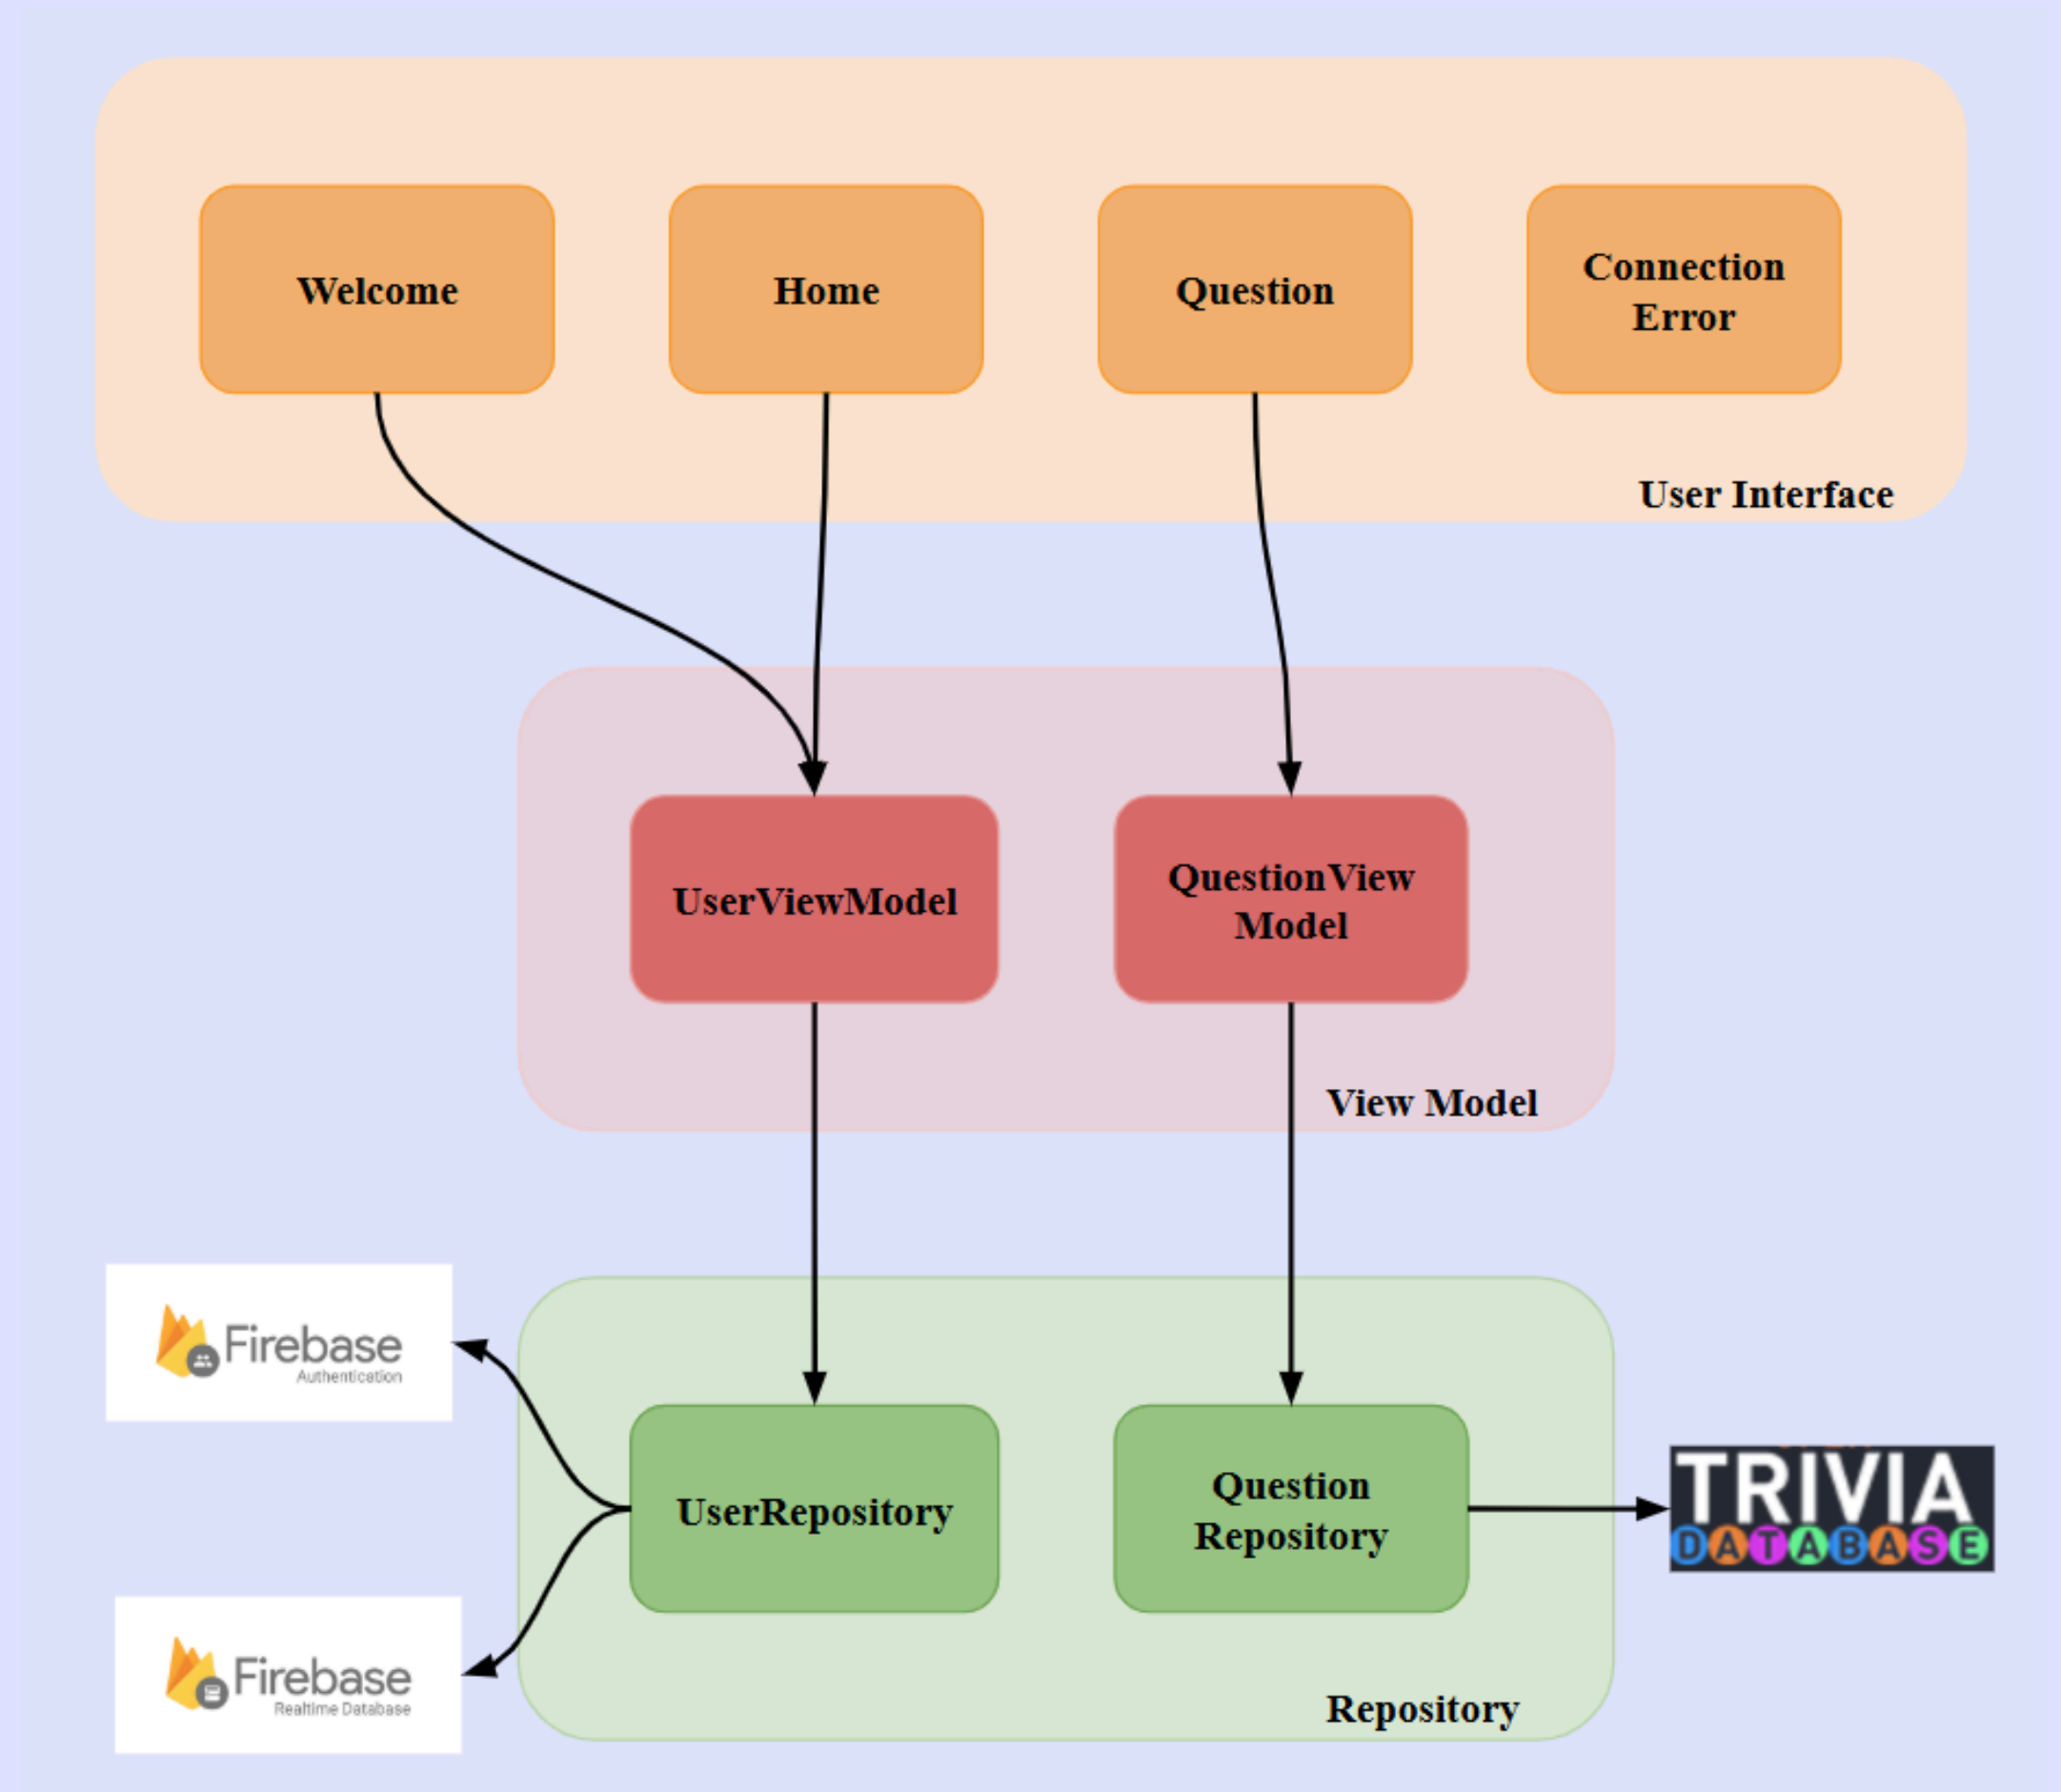 Welcome
Home
Question
Connection
Error
User Interface
UserViewModel
QuestionView
Model
View Model
Firebase
Authentication
UserRepository
Question
Repository
TRIVIA
DATABASE
Firebase
Realtime Database
Repository